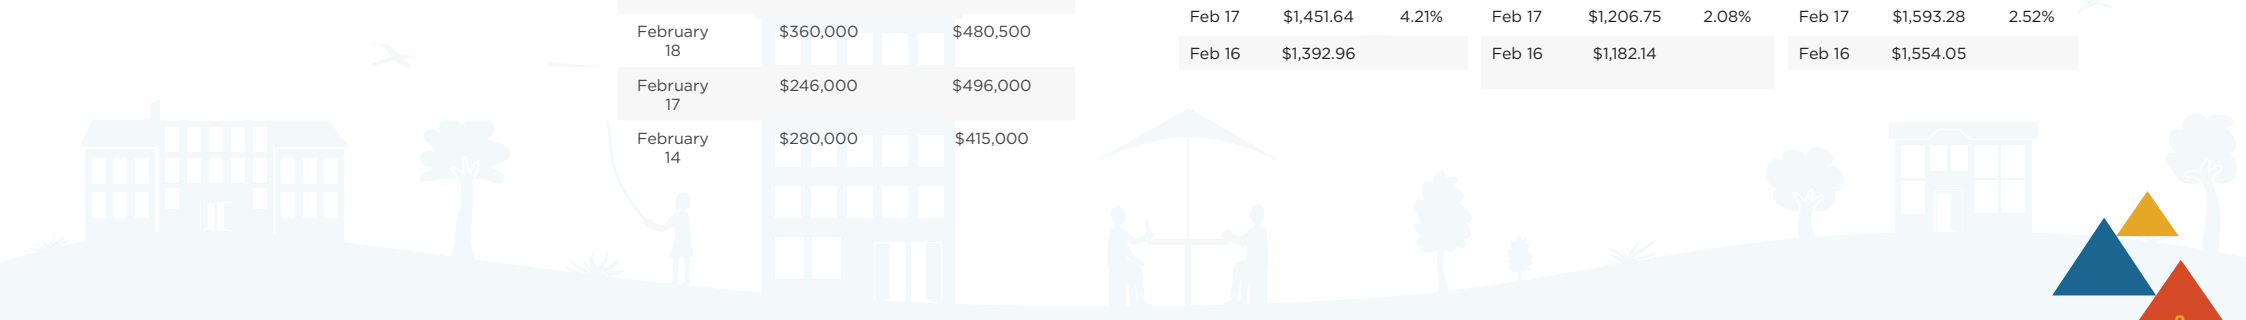 February $360,000 $480,500
18
February $246,000 $496,000
17
February $280,000 $415,000
14
Feb 17 $1,451.64 4.21%
Feb 16 $1,392.96
Feb 17 $1,206.75 2.08%
Feb 16 $1,182.14
Feb 17 $1,593.28 2.52%
Feb 16 $1,554.05